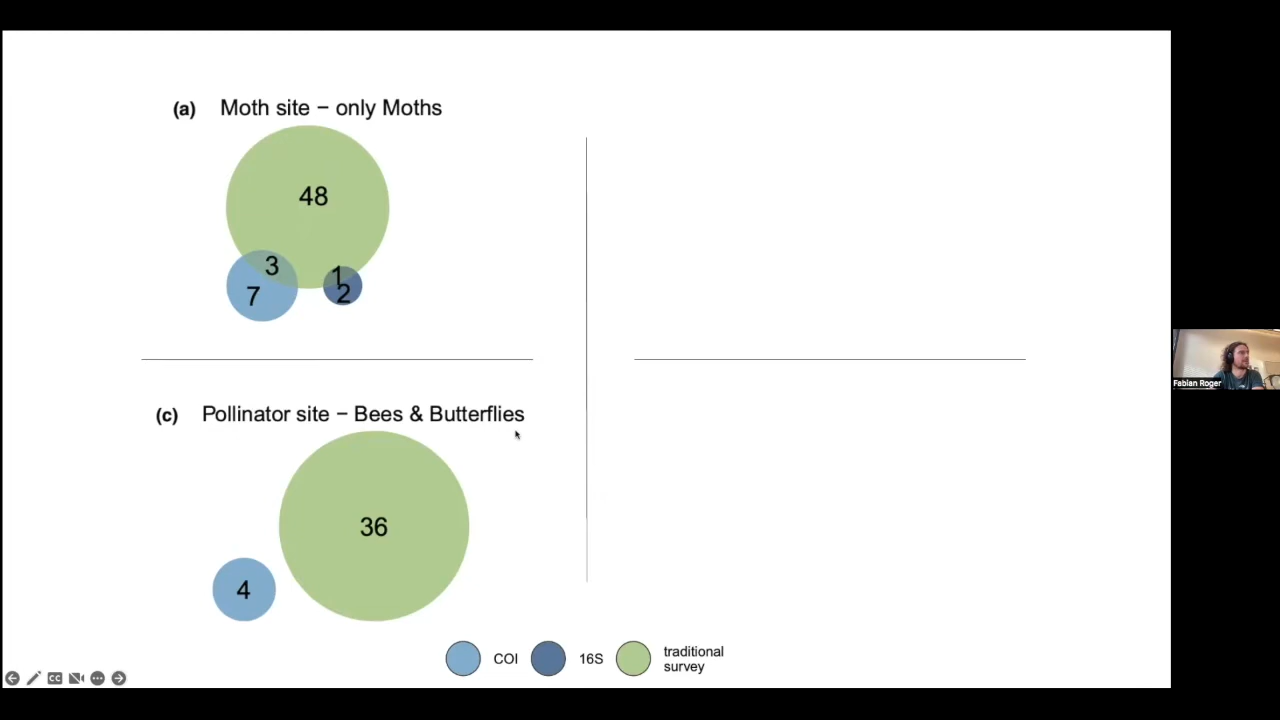 (a) Moth site − only Moths
48
3
1
7
2
(c) Pollinator site − Bees & Butterflies
36
4
COI
16S
traditional
survey
Fabian Roger
CC